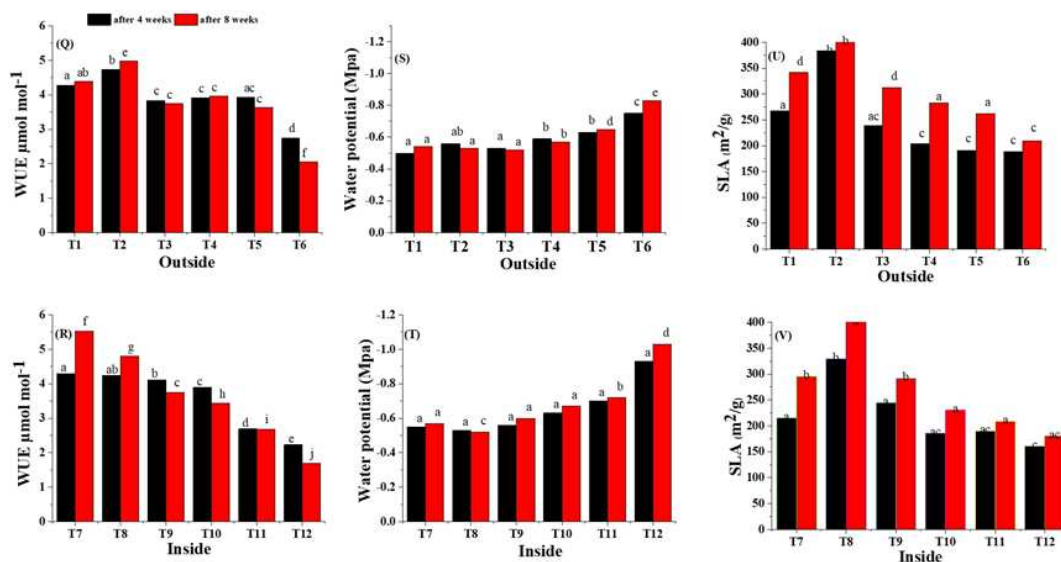 after 4 weeks after 8 weeks
(Q)
6
5
4
3
2
1
0
WUE µmol mol⁻¹
a ab b e c c c c ac c d f
T1 T2 T3 T4 T5 T6
Outside
(S)
-1.2
-1.0
-0.8
-0.6
-0.4
-0.2
0.0
Water potential (Mpa)
a a ab a a a b b b d c e
T1 T2 T3 T4 T5 T6
Outside
(U)
400
350
300
250
200
150
100
50
0
SLA (m²/g)
a d b b ac d c a c a c c
T1 T2 T3 T4 T5 T6
Outside
(R)
6
5
4
3
2
1
0
WUE µmol mol⁻¹
a f ab g b c c h d i e j
T7 T8 T9 T10 T11 T12
Inside
(T)
-1.2
-1.0
-0.8
-0.6
-0.4
-0.2
0.0
Water potential (Mpa)
a a a c a a a a a b a d
T7 T8 T9 T10 T11 T12
Inside
(V)
400
350
300
250
200
150
100
50
0
SLA (m²/g)
a b b a b ac a ac a c ac
T7 T8 T9 T10 T11 T12
Inside